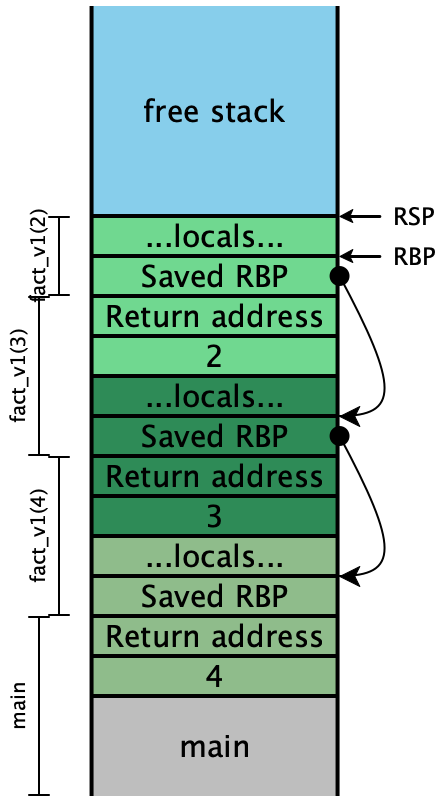 free stack
RSP
fact_v1(2)
...locals...
RBP
Saved RBP
fact_v1(3)
Return address
2
...locals...
Saved RBP
fact_v1(4)
Return address
3
...locals...
Saved RBP
main
Return address
4
main